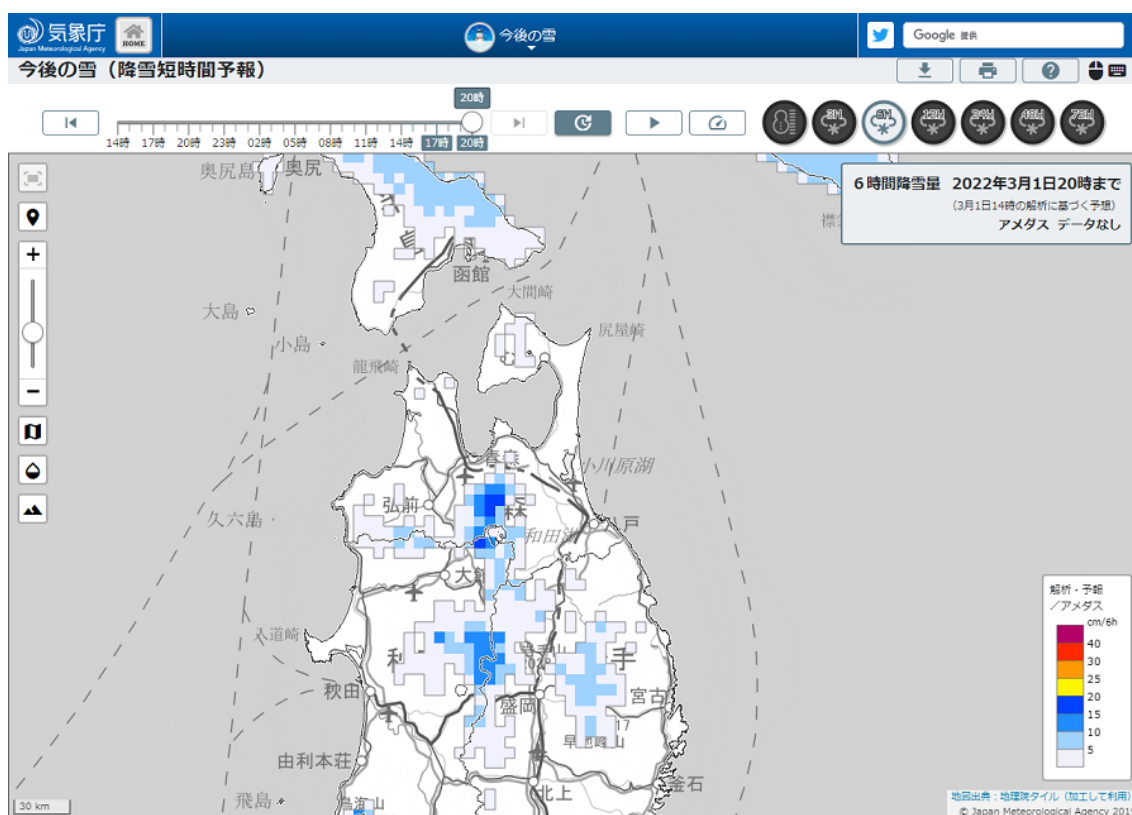 気象庁
Japan Meteorological Agency
HOME
今後の雪
Google 提供
今後の雪（降雪短時間予報）
20時
14時 17時 20時 23時 02時 05時 08時 11時 14時 17時 20時
3H 6H 12H 24H 48H 72H
6時間降雪量 2022年3月1日20時まで
（3月1日14時の解析に基づく予想）
アメダス データなし
奥尻島 奥尻
函館
大間崎
大島
尻屋崎
小島
龍飛崎
小川原湖
弘前
森
久六島
和田湖
八戸
大館
入道崎
手
秋田
盛岡
宮古
17
由利本荘
釜石
飛島
北上
解析・予報
／アメダス
cm/6h
40
30
25
20
15
10
5
30 km
地図出典：地理院タイル（加工して利用）
© Japan Meteorological Agency 201